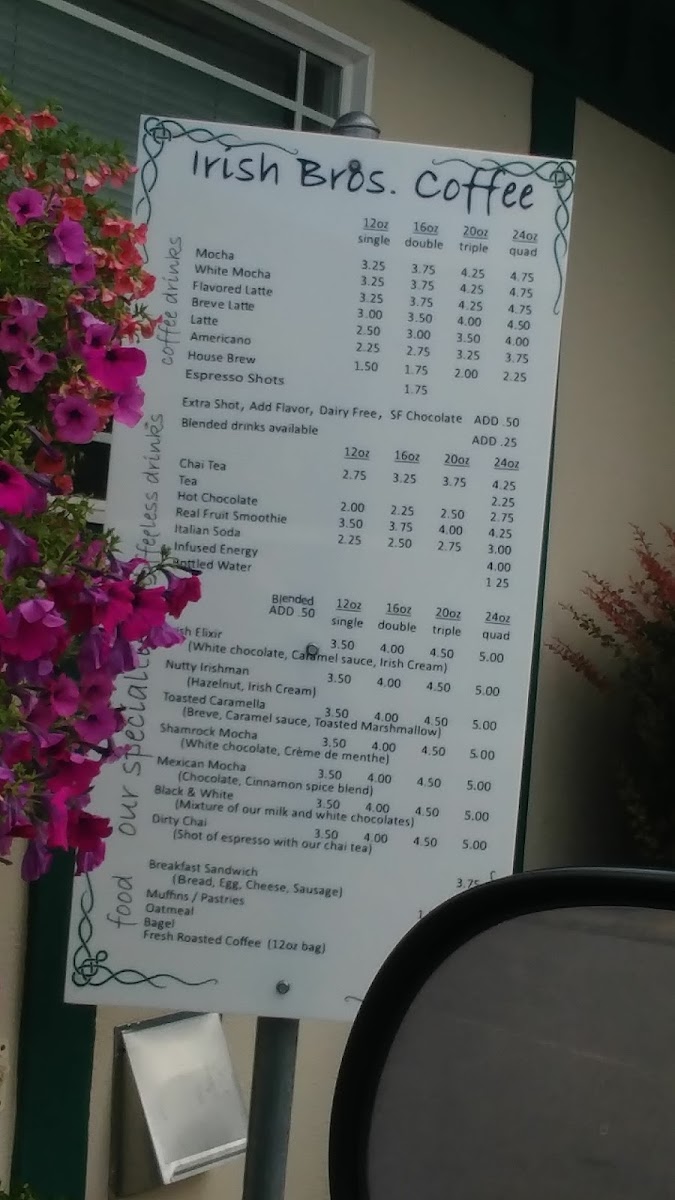 Irish Bros. Coffee
coffee drinks
12oz 16oz 20oz 24oz
single double triple quad
Mocha 3.25 3.75 4.25 4.75
White Mocha 3.25 3.75 4.25 4.75
Flavored Latte 3.25 3.75 4.25 4.75
Breve Latte 3.00 3.50 4.00 4.50
Latte 2.50 3.00 3.50 4.00
Americano 2.25 2.75 3.25 3.75
House Brew 1.50 1.75 2.00 2.25
Espresso Shots 1.75
Extra Shot, Add Flavor, Dairy Free, SF Chocolate ADD .50
Blended drinks available ADD .25
feeless drinks
12oz 16oz 20oz 24oz
Chai Tea 2.75 3.25 3.75 4.25
Tea 2.25
Hot Chocolate 2.00 2.25 2.50 2.75
Real Fruit Smoothie 3.50 3.75 4.00 4.25
Italian Soda 2.25 2.50 2.75 3.00
Infused Energy 4.00
Bottled Water 1 25
our specialt
Blended 12oz 16oz 20oz 24oz
ADD .50 single double triple quad
ish Elixir 3.50 4.00 4.50 5.00
(White chocolate, Caramel sauce, Irish Cream)
Nutty Irishman 3.50 4.00 4.50 5.00
(Hazelnut, Irish Cream)
Toasted Caramella 3.50 4.00 4.50 5.00
(Breve, Caramel sauce, Toasted Marshmallow)
Shamrock Mocha 3.50 4.00 4.50 5.00
(White chocolate, Crème de menthe)
Mexican Mocha 3.50 4.00 4.50 5.00
(Chocolate, Cinnamon spice blend)
Black & White 3.50 4.00 4.50 5.00
(Mixture of our milk and white chocolates)
Dirty Chai 3.50 4.00 4.50 5.00
(Shot of espresso with our chai tea)
food
Breakfast Sandwich 3.75
(Bread, Egg, Cheese, Sausage)
Muffins / Pastries
Oatmeal
Bagel
Fresh Roasted Coffee (12oz bag)